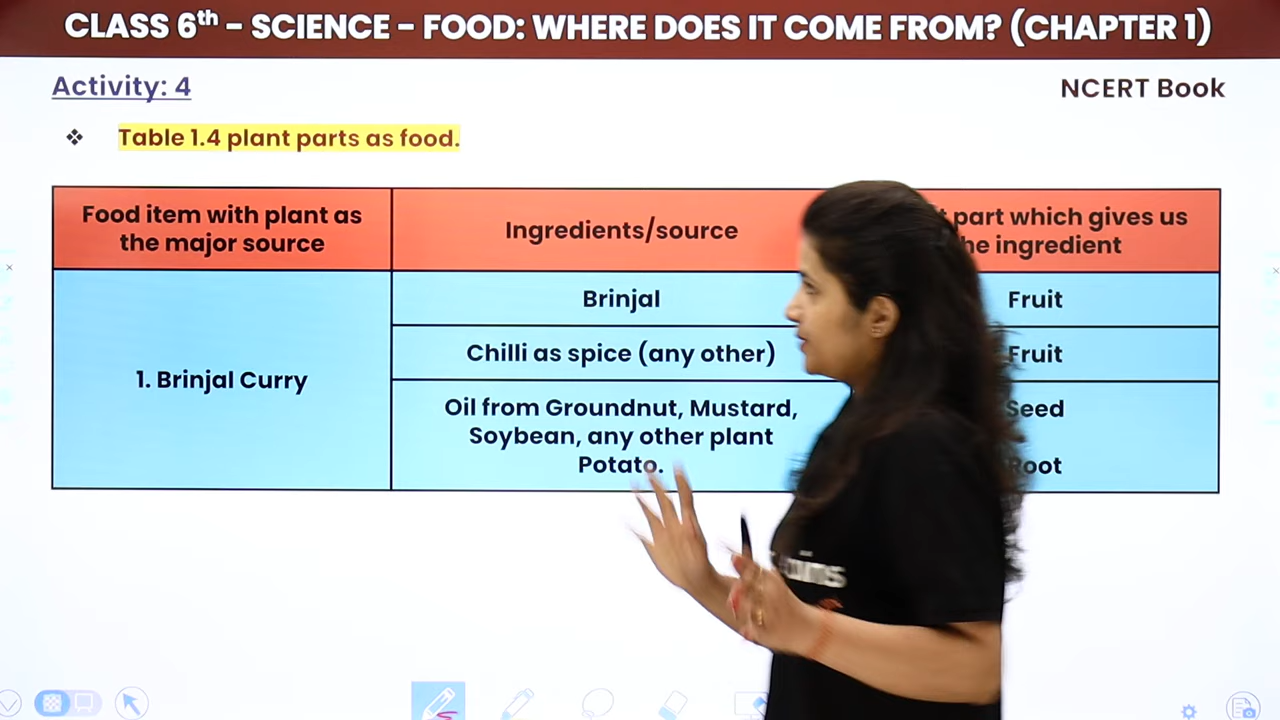 CLASS 6th – SCIENCE – FOOD: WHERE DOES IT COME FROM? (CHAPTER 1)
Activity: 4
NCERT Book
❖ Table 1.4 plant parts as food.
Food item with plant as
the major source
Ingredients/source
part which gives us
ingredient
1. Brinjal Curry
Brinjal
Fruit
Chilli as spice (any other)
Fruit
Oil from Groundnut, Mustard,
Soybean, any other plant
Potato.
Seed
Root